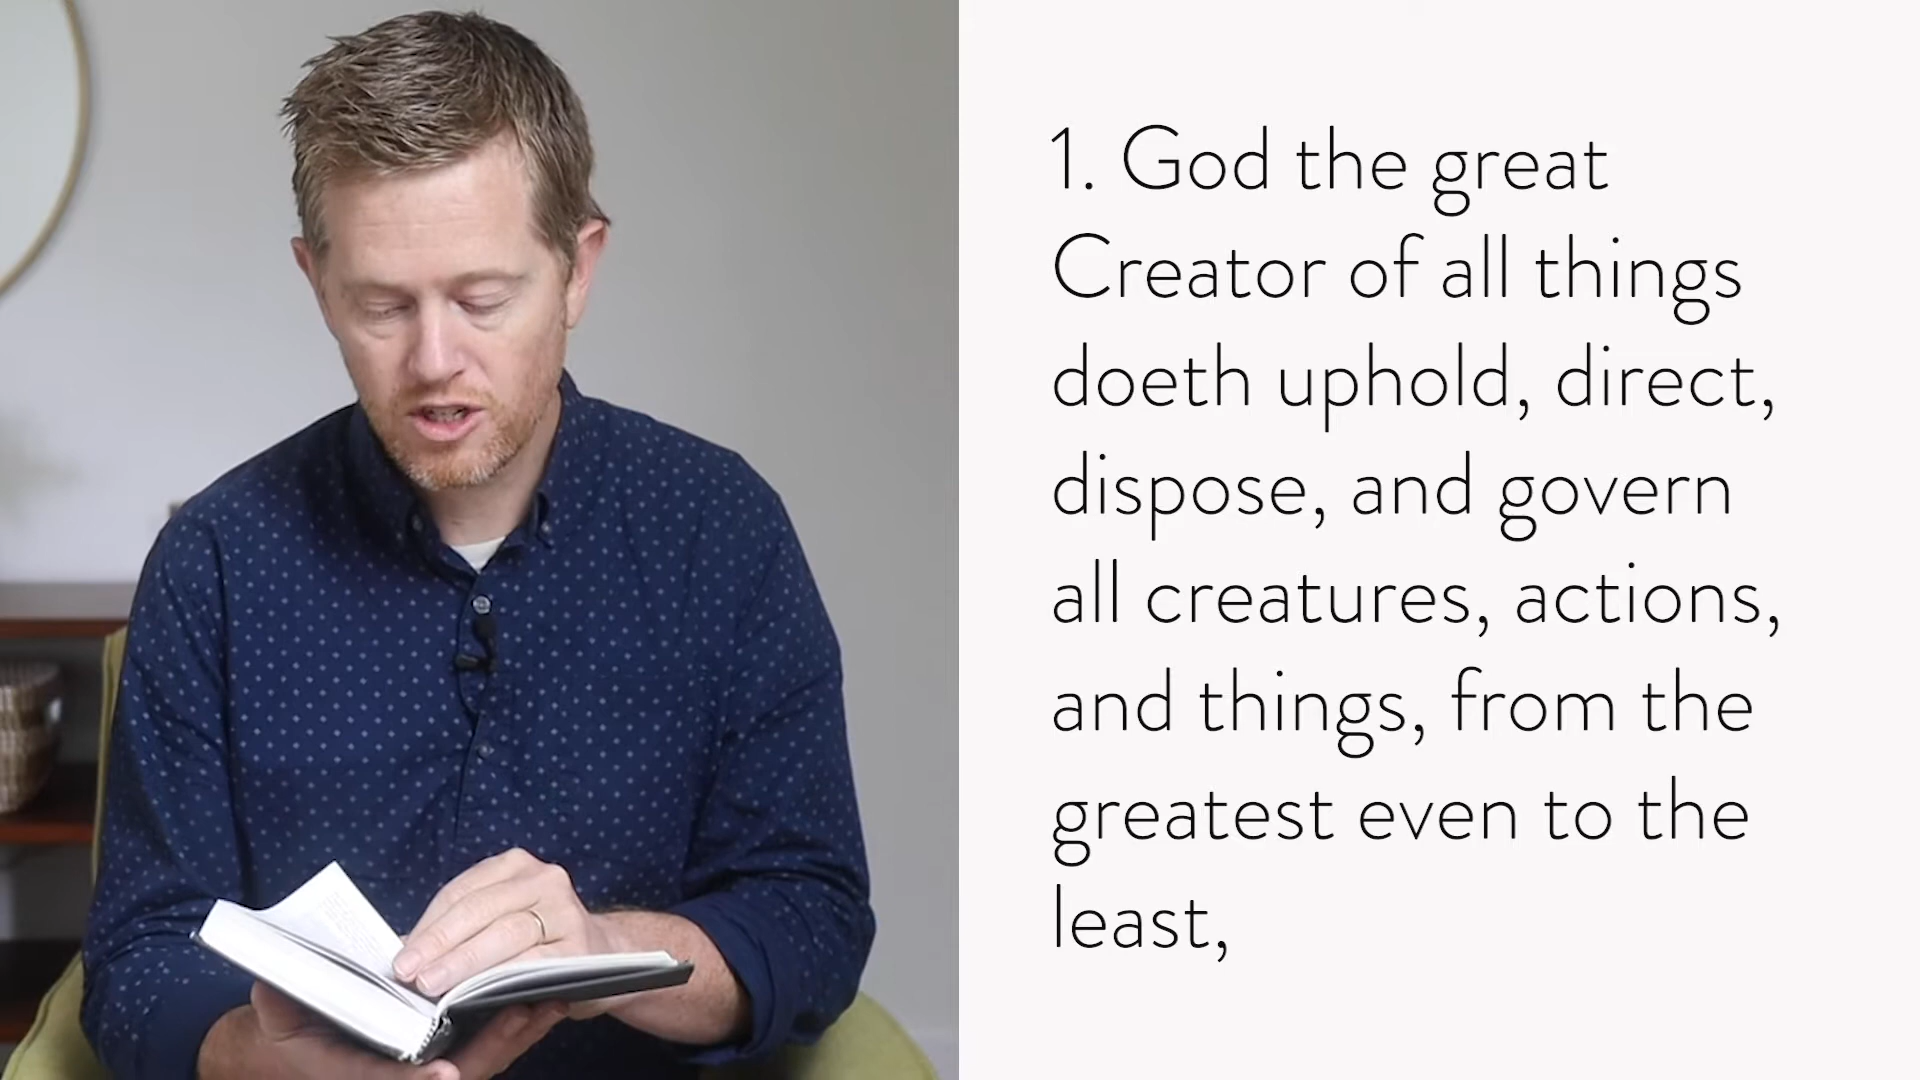 1. God the great
Creator of all things
doeth uphold, direct,
dispose, and govern
all creatures, actions,
and things, from the
greatest even to the
least,